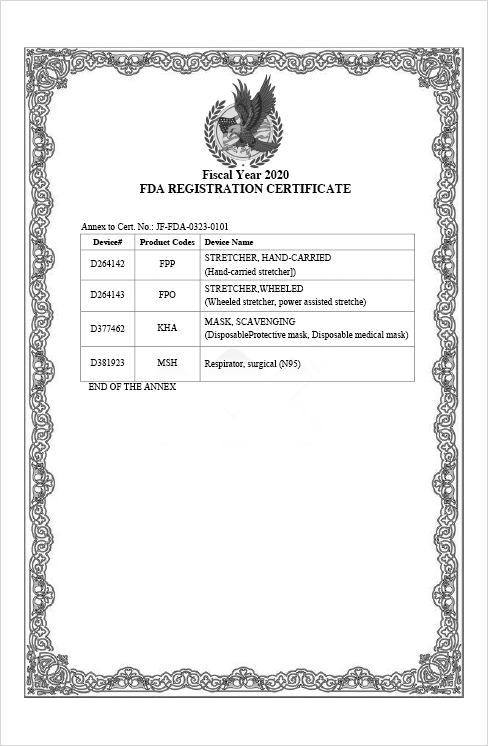 Fiscal Year 2020
FDA REGISTRATION CERTIFICATE
Annex to Cert. No.: JF-FDA-0323-0101
Device# Product Codes Device Name
D264142 FPP STRETCHER, HAND-CARRIED
(Hand-carried stretcher])
D264143 FPO STRETCHER,WHEELED
(Wheeled stretcher, power assisted stretche)
D377462 KHA MASK, SCAVENGING
(DisposableProtective mask, Disposable medical mask)
D381923 MSH Respirator, surgical (N95)
END OF THE ANNEX